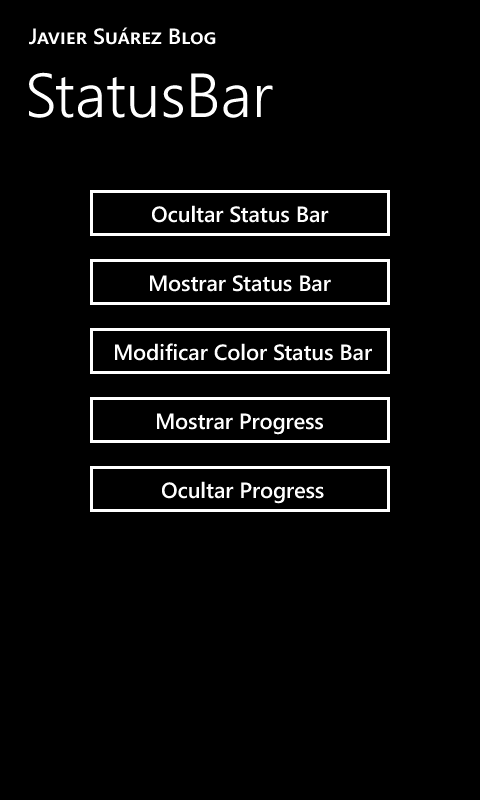 Javier Suárez Blog
StatusBar
Ocultar Status Bar
Mostrar Status Bar
Modificar Color Status Bar
Mostrar Progress
Ocultar Progress